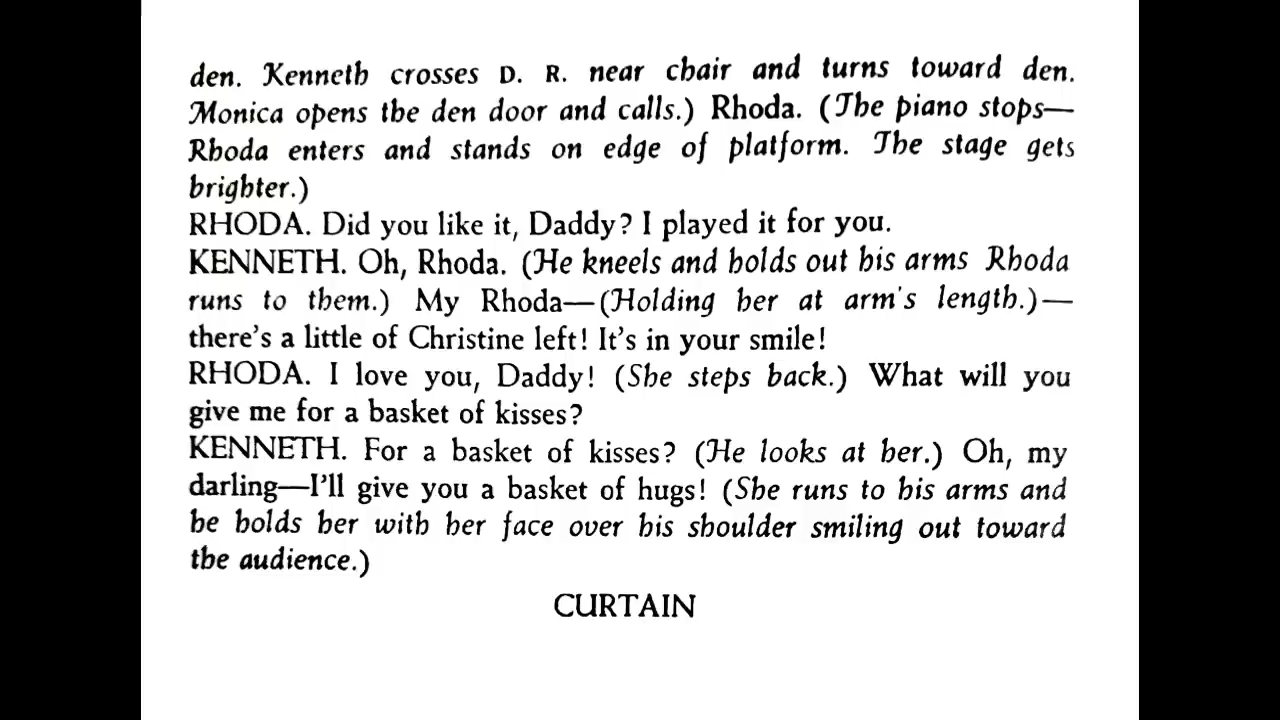 den. Kenneth crosses D. R. near chair and turns toward den.
Monica opens the den door and calls.) Rhoda. (The piano stops—
Rhoda enters and stands on edge of platform. The stage gets
brighter.)
RHODA. Did you like it, Daddy? I played it for you.
KENNETH. Oh, Rhoda. (He kneels and holds out his arms Rhoda
runs to them.) My Rhoda—(Holding her at arm's length.)—
there's a little of Christine left! It's in your smile!
RHODA. I love you, Daddy! (She steps back.) What will you
give me for a basket of kisses?
KENNETH. For a basket of kisses? (He looks at her.) Oh, my
darling—I'll give you a basket of hugs! (She runs to his arms and
he holds her with her face over his shoulder smiling out toward
the audience.)
CURTAIN